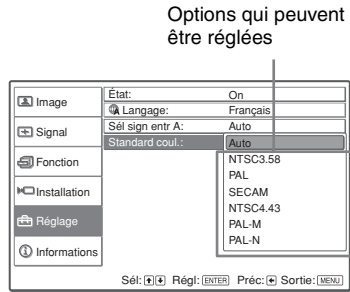 Options qui peuvent
être réglées
Image
Signal
Fonction
Installation
Réglage
Informations
État: On
Langage: Français
Sél sign entr A: Auto
Standard coul.: Auto
NTSC3.58
PAL
SECAM
NTSC4.43
PAL-M
PAL-N
Sél: Régl: ENTER Préc: Sortie: MENU